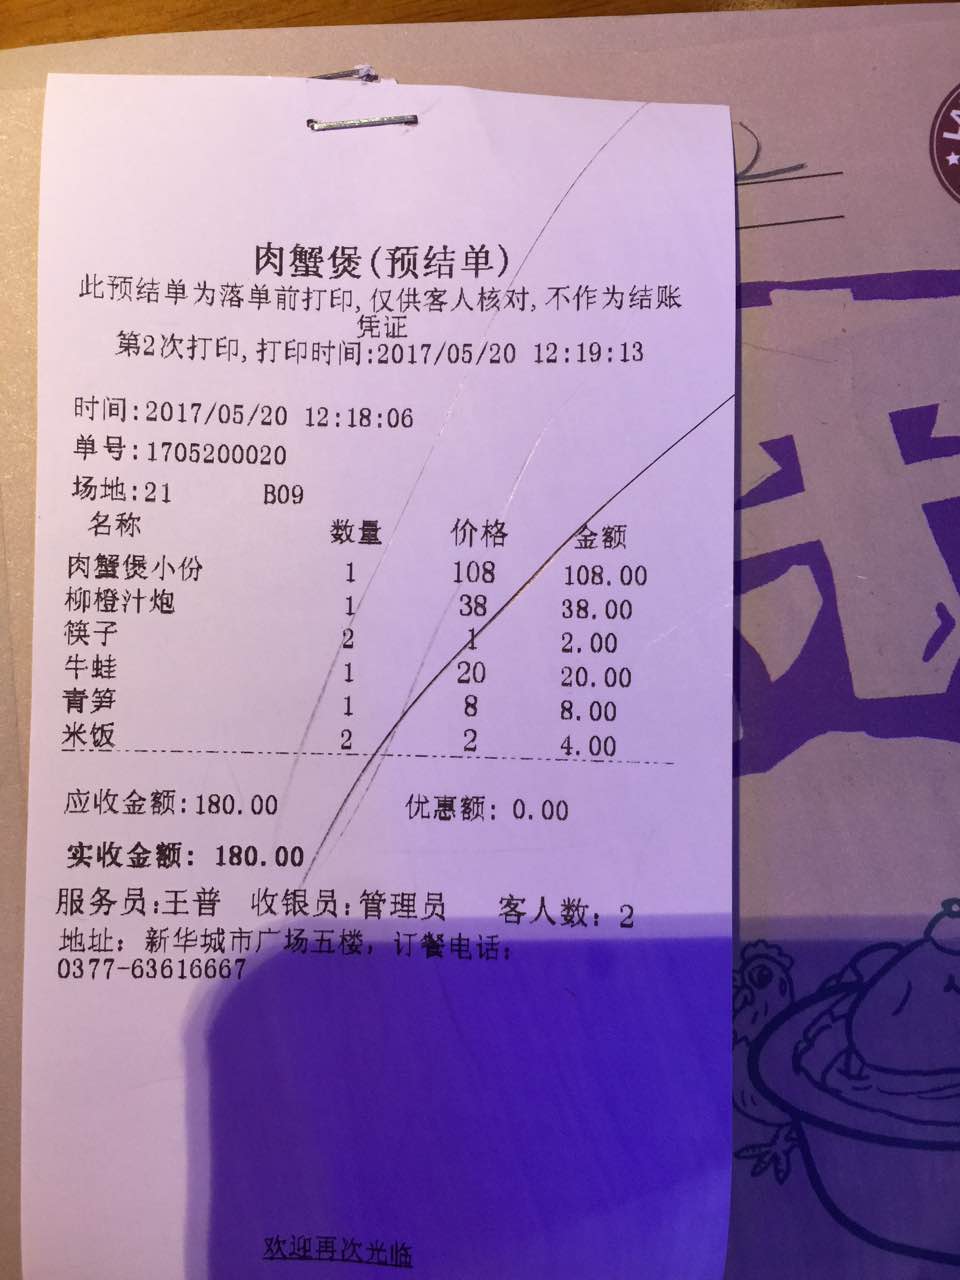 肉蟹煲(预结单)
此预结单为落单前打印,仅供客人核对,不作为结账
凭证
第2次打印,打印时间:2017/05/20 12:19:13
时间:2017/05/20 12:18:06
单号:1705200020
场地:21 B09
名称 数量 价格 金额
肉蟹煲小份 1 108 108.00
柳橙汁炮 1 38 38.00
筷子 2 1 2.00
牛蛙 1 20 20.00
青笋 1 8 8.00
米饭 2 2 4.00
应收金额:180.00 优惠额: 0.00
实收金额: 180.00
服务员:王普 收银员:管理员 客人数: 2
地址: 新华城市广场五楼, 订餐电话:
0377-63616667
欢迎再次光临